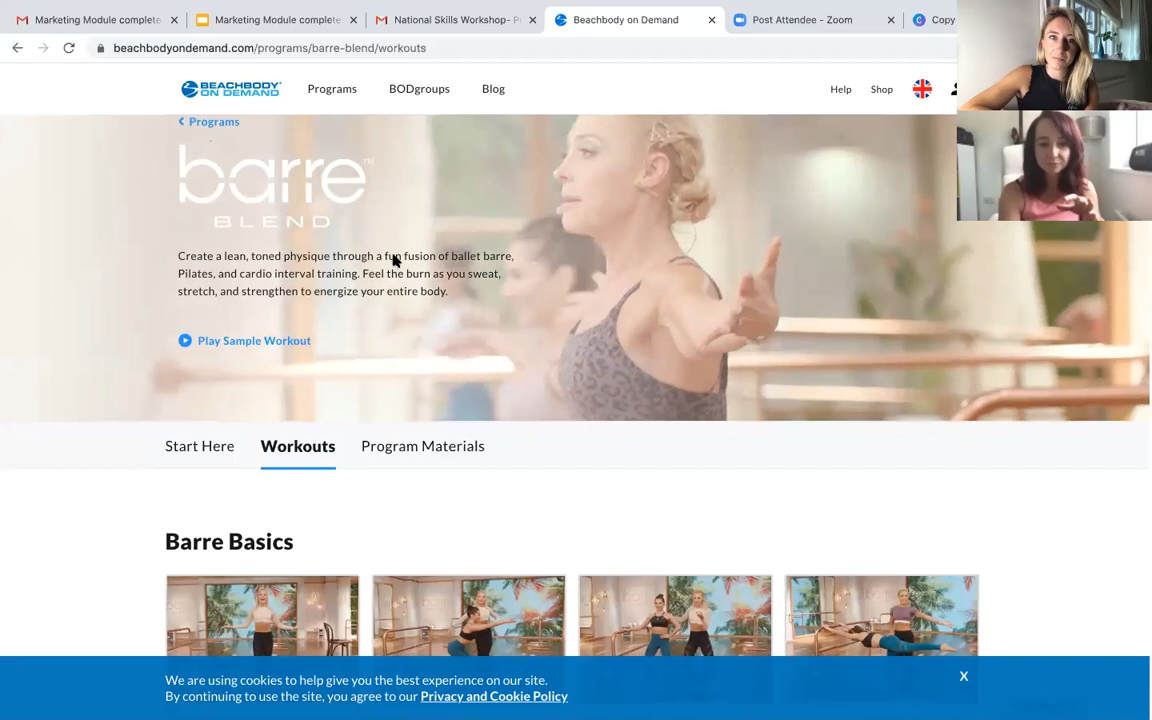 Marketing Module complete
Marketing Module complete
National Skills Workshop- P
Beachbody on Demand
Post Attendee - Zoom
Copy
beachbodyondemand.com/programs/barre-blend/workouts
BEACHBODY
ON DEMAND
Programs
BODgroups
Blog
Help
Shop
Programs
barre™
BLEND
Create a lean, toned physique through a fun fusion of ballet barre,
Pilates, and cardio interval training. Feel the burn as you sweat,
stretch, and strengthen to energize your entire body.
Play Sample Workout
Start Here
Workouts
Program Materials
Barre Basics
We are using cookies to help give you the best experience on our site.
By continuing to use the site, you agree to our Privacy and Cookie Policy
X